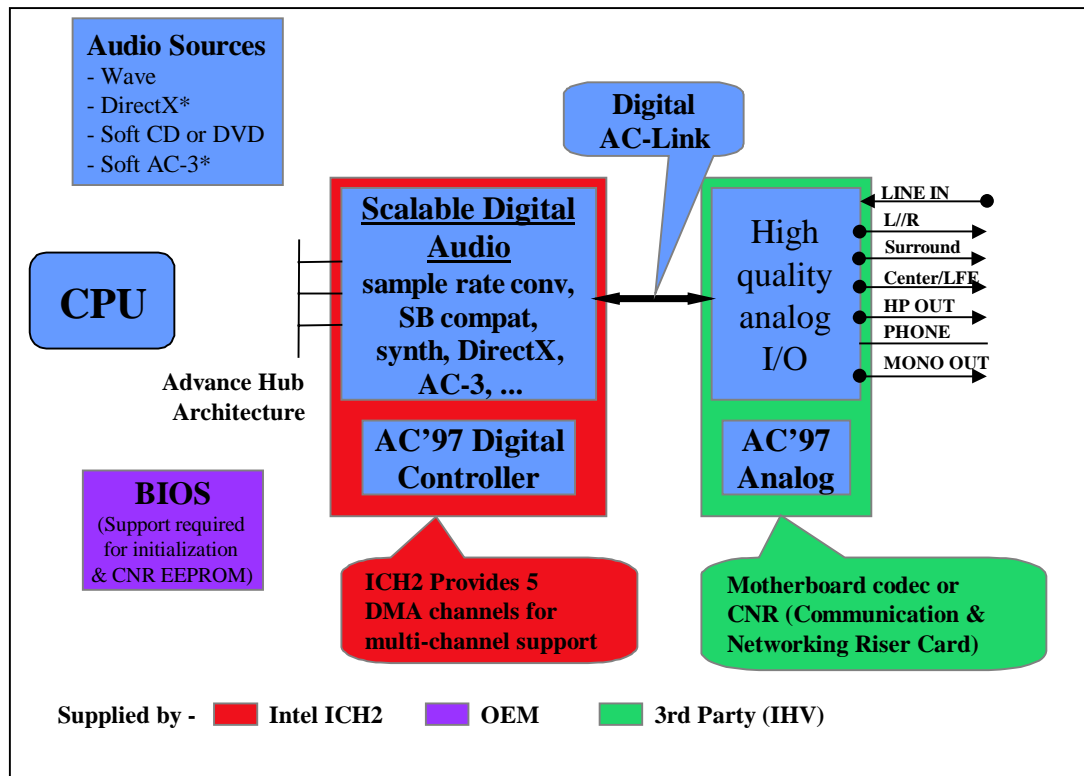 Audio Sources
- Wave
- DirectX*
- Soft CD or DVD
- Soft AC-3*
Digital
AC-Link
CPU
Advance Hub
Architecture
Scalable Digital
Audio
sample rate conv,
SB compat,
synth, DirectX,
AC-3, ...
AC’97 Digital
Controller
High
quality
analog
I/O
AC’97
Analog
LINE IN
L//R
Surround
Center/LFE
HP OUT
PHONE
MONO OUT
BIOS
(Support required
for initialization
& CNR EEPROM)
ICH2 Provides 5
DMA channels for
multi-channel support
Motherboard codec or
CNR (Communication &
Networking Riser Card)
Supplied by - Intel ICH2 OEM 3rd Party (IHV)